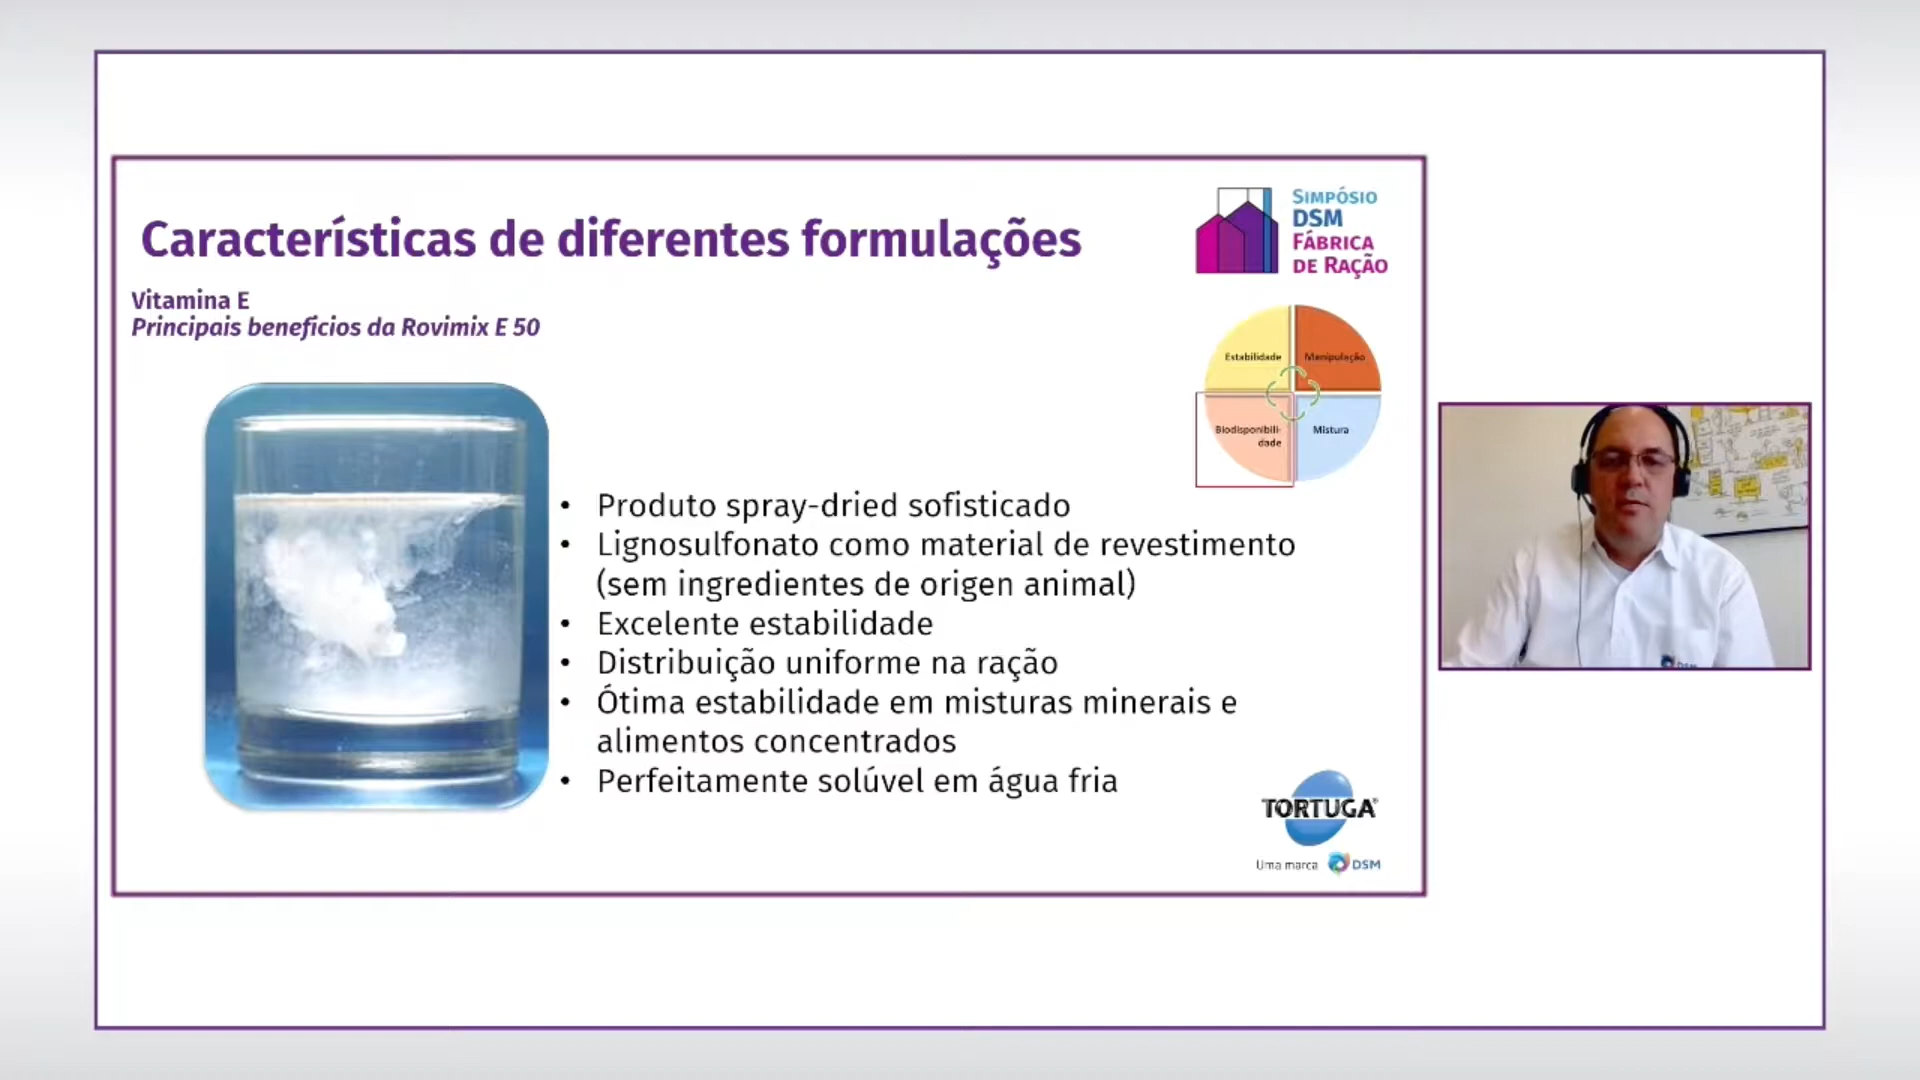 Características de diferentes formulações
SIMPÓSIO
DSM
FÁBRICA
DE RAÇÃO
Vitamina E
Principais benefícios da Rovimix E 50
Estabilidade
Manipulação
Biodisponibili-
dade
Mistura
• Produto spray-dried sofisticado
• Lignosulfonato como material de revestimento
(sem ingredientes de origen animal)
• Excelente estabilidade
• Distribuição uniforme na ração
• Ótima estabilidade em misturas minerais e
alimentos concentrados
• Perfeitamente solúvel em água fria
TORTUGA
Uma marca DSM
DSM